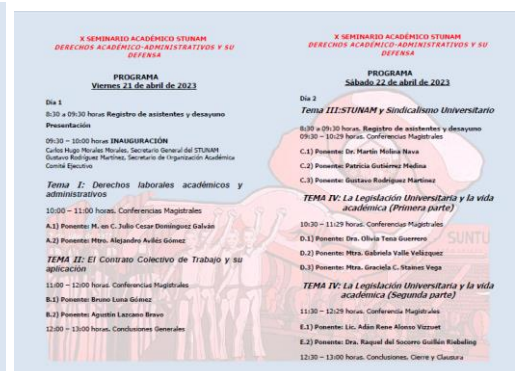 X SEMINARIO ACADÉMICO STUNAM
DERECHOS ACADÉMICO-ADMINISTRATIVOS Y SU
DEFENSA
PROGRAMA
Viernes 21 de abril de 2023
Día 1
8:30 a 09:30 horas Registro de asistentes y desayuno
Presentación
09:30 – 10:00 horas INAUGURACIÓN
Carlos Hugo Morales Morales, Secretario General del STUNAM
Gustavo Rodríguez Martínez, Secretario de Organización Académica
Comité Ejecutivo
Tema I: Derechos laborales académicos y
administrativos
10:00 – 11:00 horas. Conferencias Magistrales
A.1) Ponente: M. en C. Julio Cesar Domínguez Galván
A.2) Ponente: Mtro. Alejandro Avilés Gómez
TEMA II: El Contrato Colectivo de Trabajo y su
aplicación
11:00 – 12:00 horas. Conferencias Magistrales
B.1) Ponente: Bruno Luna Gómez
B.2) Ponente: Agustín Lazcano Bravo
12:00 – 13:00 horas. Conclusiones Generales
X SEMINARIO ACADÉMICO STUNAM
DERECHOS ACADÉMICO-ADMINISTRATIVOS Y SU
DEFENSA
PROGRAMA
Sábado 22 de abril de 2023
Día 2
Tema III:STUNAM y Sindicalismo Universitario
8:30 a 09:30 horas. Registro de asistentes y desayuno
09:30 – 10:29 horas. Conferencias Magistrales
C.1) Ponente: Dr. Martín Molina Nava
C.2) Ponente: Patricia Gutiérrez Medina
C.3) Ponente: Gustavo Rodríguez Martínez
TEMA IV: La Legislación Universitaria y la vida
académica (Primera parte)
10:30 – 11:29 horas. Conferencias Magistrales
D.1) Ponente: Dra. Olivia Tena Guerrero
D.2) Ponente: Mtra. Gabriela Valle Velázquez
D.3) Ponente: Mtra. Graciela C. Staines Vega
SUNTU
TEMA IV: La Legislación Universitaria y la vida
académica (Segunda parte)
11:30 – 12:29 horas. Conferencia Magistrales
E.1) Ponente: Lic. Adán Rene Alonso Vizzuet
E.2) Ponente: Dra. Raquel del Socorro Guillén Riebeling
12:30 – 13:00 horas. Conclusiones, Cierre y Clausura